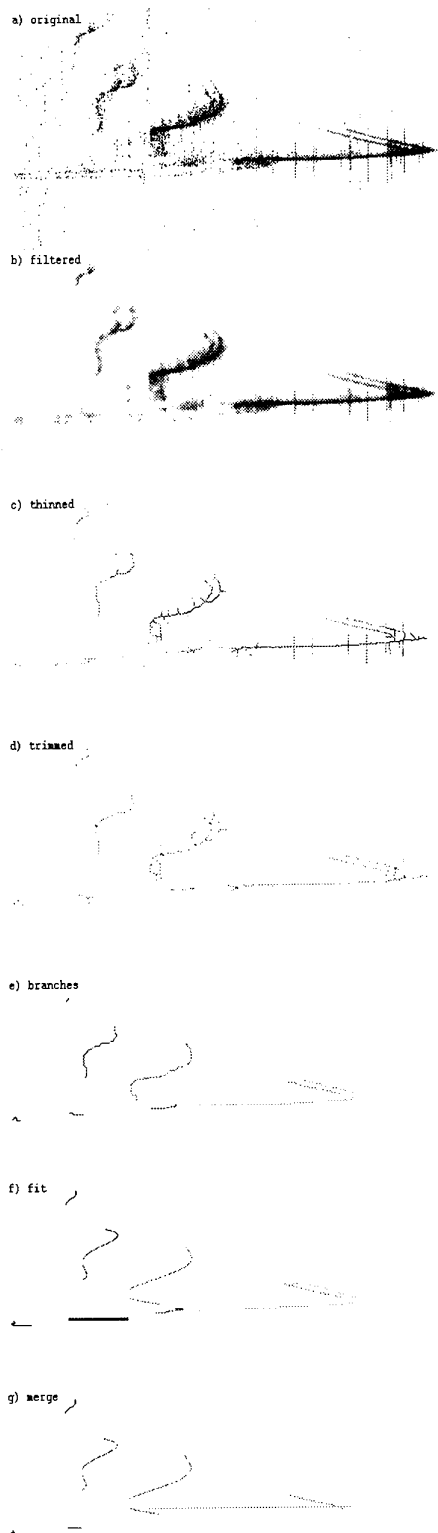 a) original
b) filtered
c) thinned
d) trimmed
e) branches
f) fit
g) merge